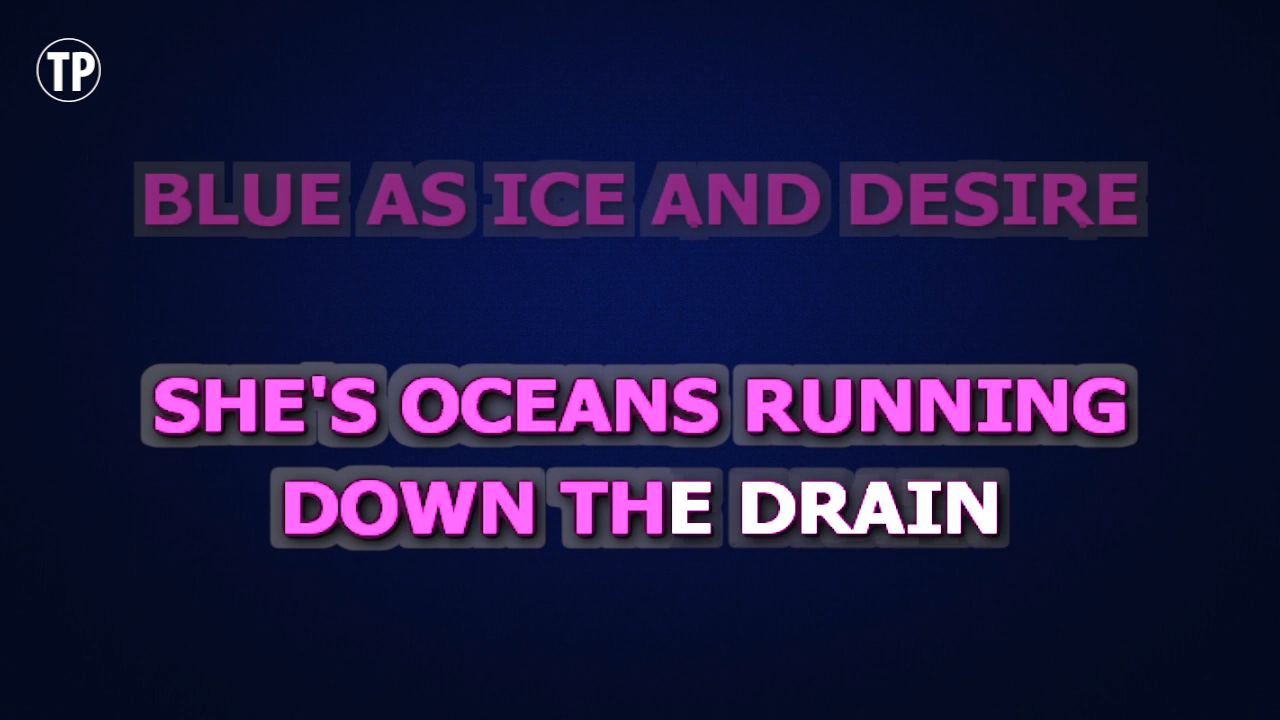 TP
BLUE AS ICE AND DESIRE
SHE'S OCEANS RUNNING
DOWN THE DRAIN